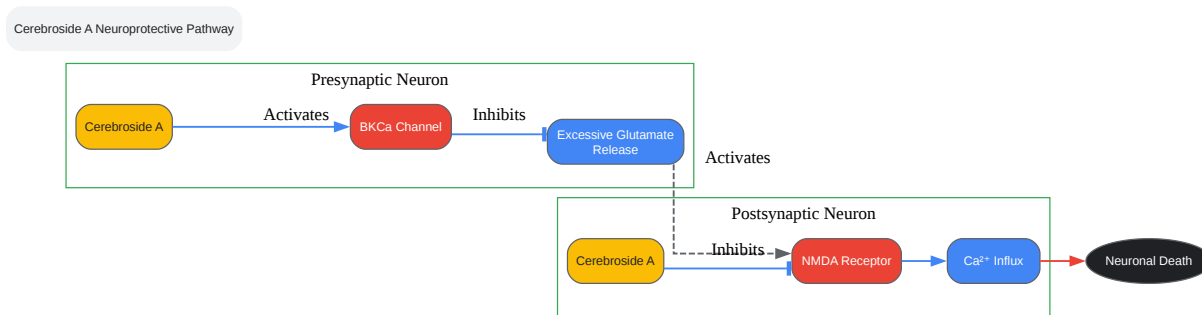 Cerebroside A Neuroprotective Pathway
Presynaptic Neuron
Cerebroside A
Activates
BKCa Channel
Inhibits
Excessive Glutamate
Release
Activates
Postsynaptic Neuron
Cerebroside A
Inhibits
NMDA Receptor
Ca²⁺ Influx
Neuronal Death